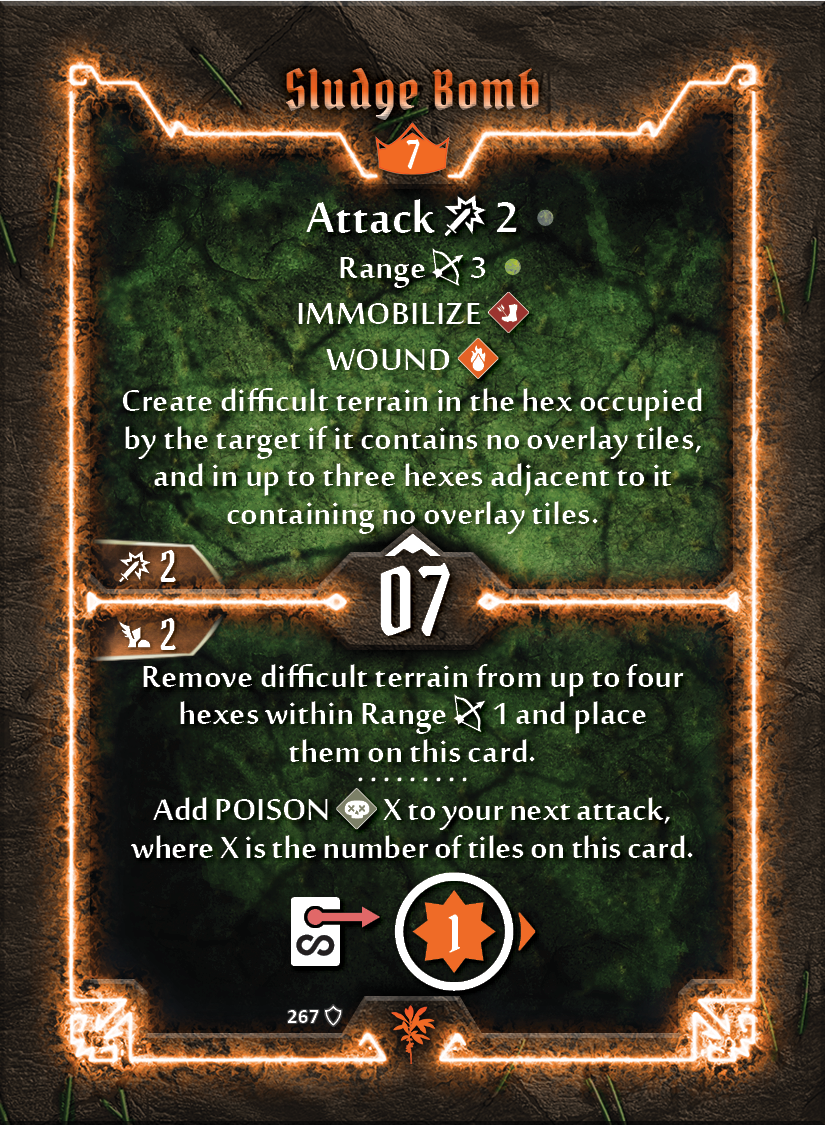 Sludge Bomb
7
Attack 2
Range 3
IMMOBILIZE
WOUND
Create difficult terrain in the hex occupied
by the target if it contains no overlay tiles,
and in up to three hexes adjacent to it
containing no overlay tiles.
2
07
2
Remove difficult terrain from up to four
hexes within Range 1 and place
them on this card.
Add POISON X to your next attack,
where X is the number of tiles on this card.
1
267